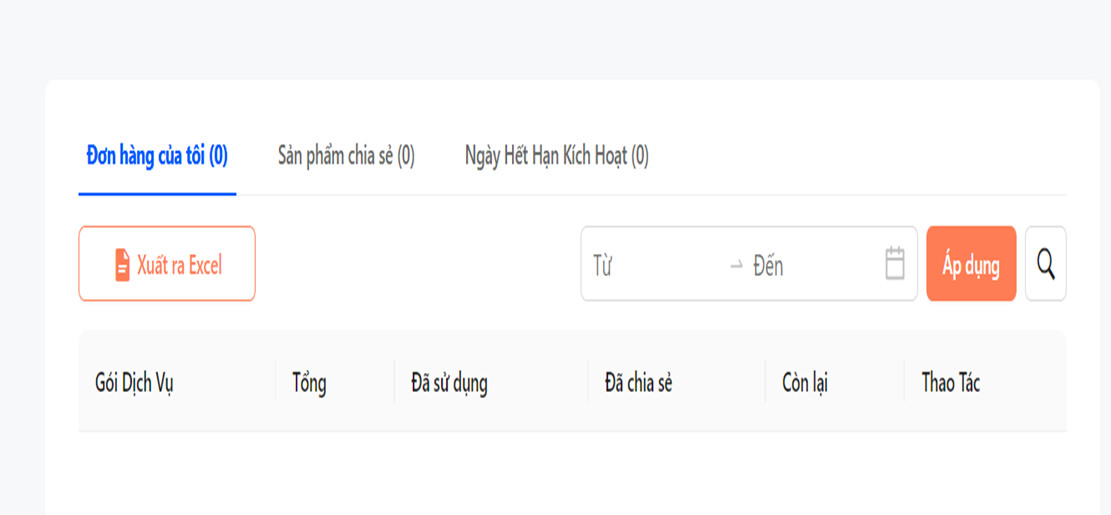 Đơn hàng của tôi (0) Sản phẩm chia sẻ (0) Ngày Hết Hạn Kích Hoạt (0)
Xuất ra Excel Từ Đến Áp dụng
Gói Dịch Vụ Tổng Đã sử dụng Đã chia sẻ Còn lại Thao Tác